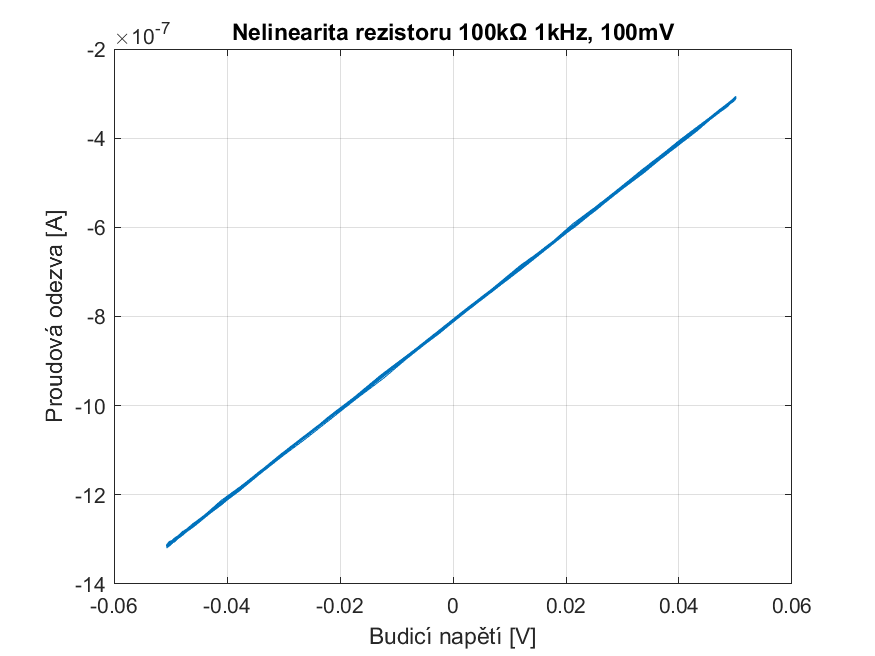 Nelinearita rezistoru 100kΩ 1kHz, 100mV
×10-7
-2
-4
-6
-8
-10
-12
-14
-0.06 -0.04 -0.02 0 0.02 0.04 0.06
Budicí napětí [V]
Proudová odezva [A]